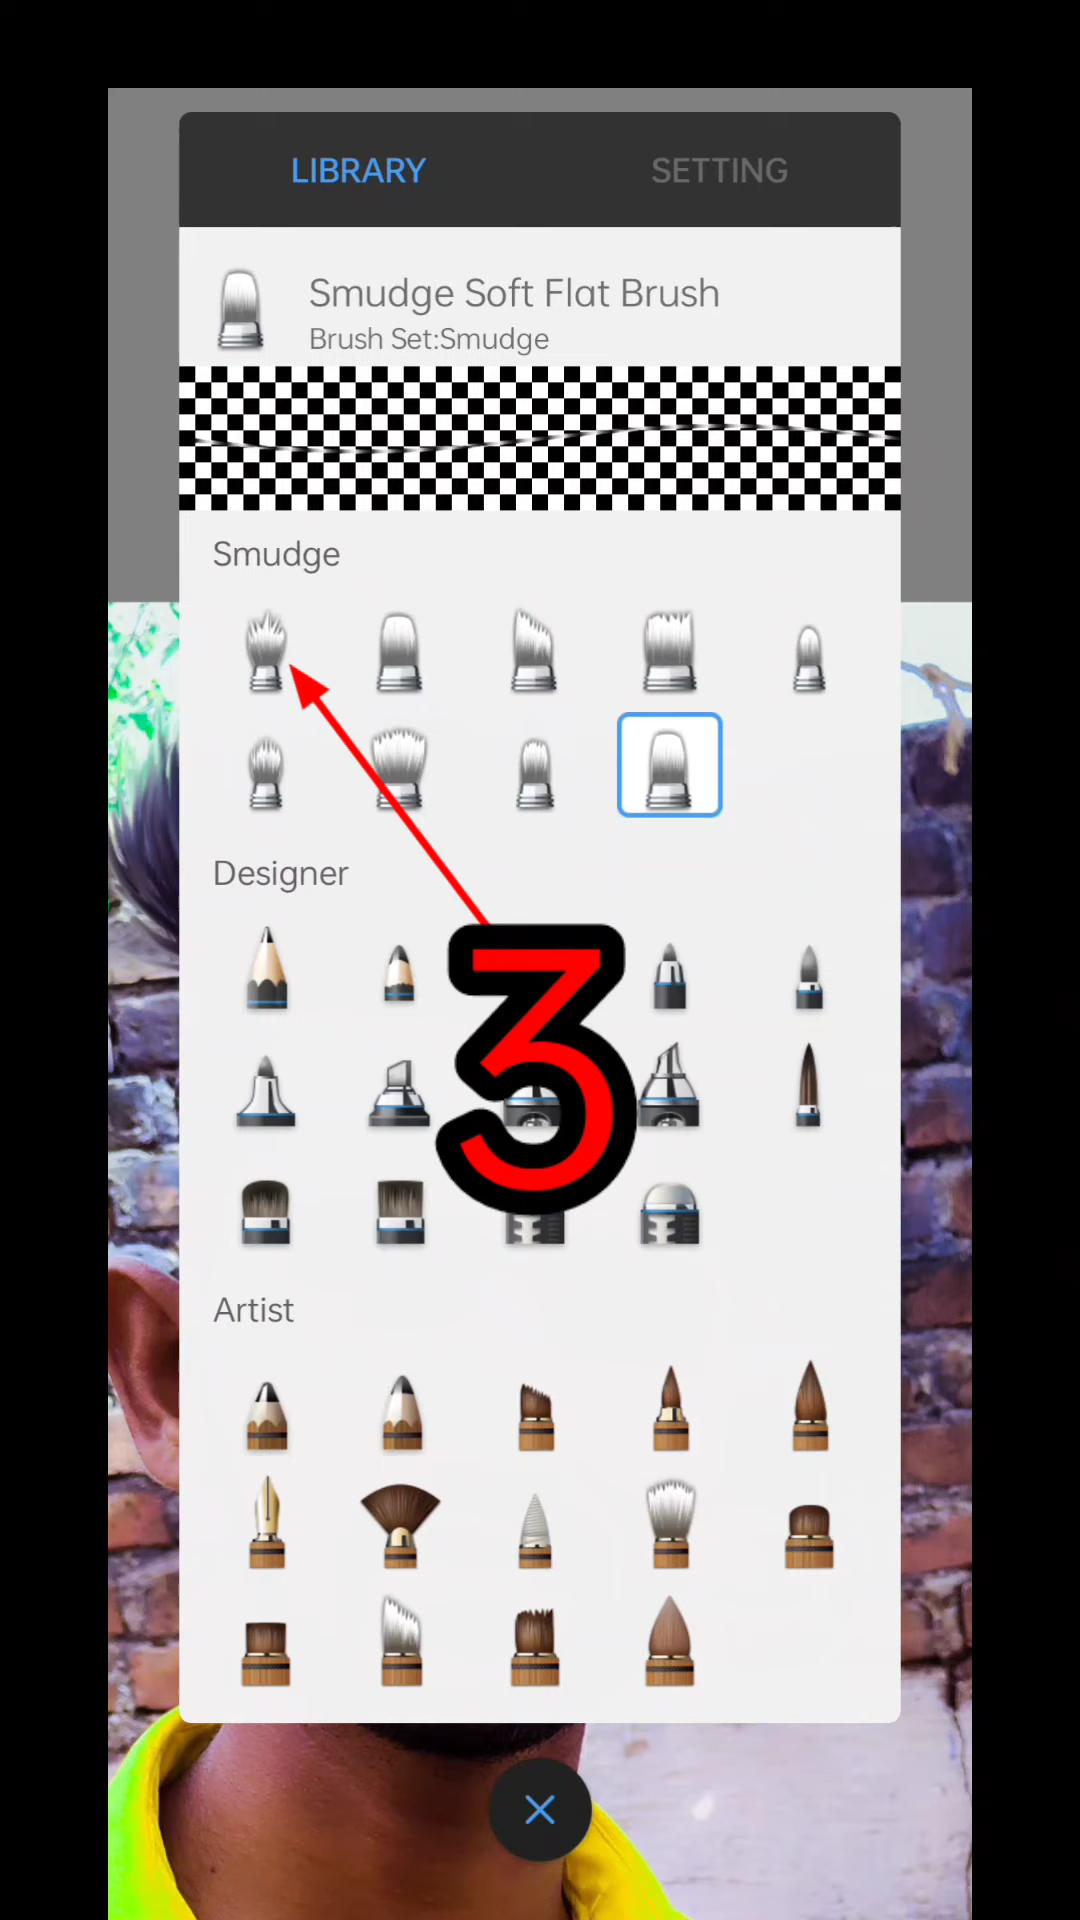 LIBRARY
SETTING
Smudge Soft Flat Brush
Brush Set:Smudge
Smudge
Designer
3
Artist